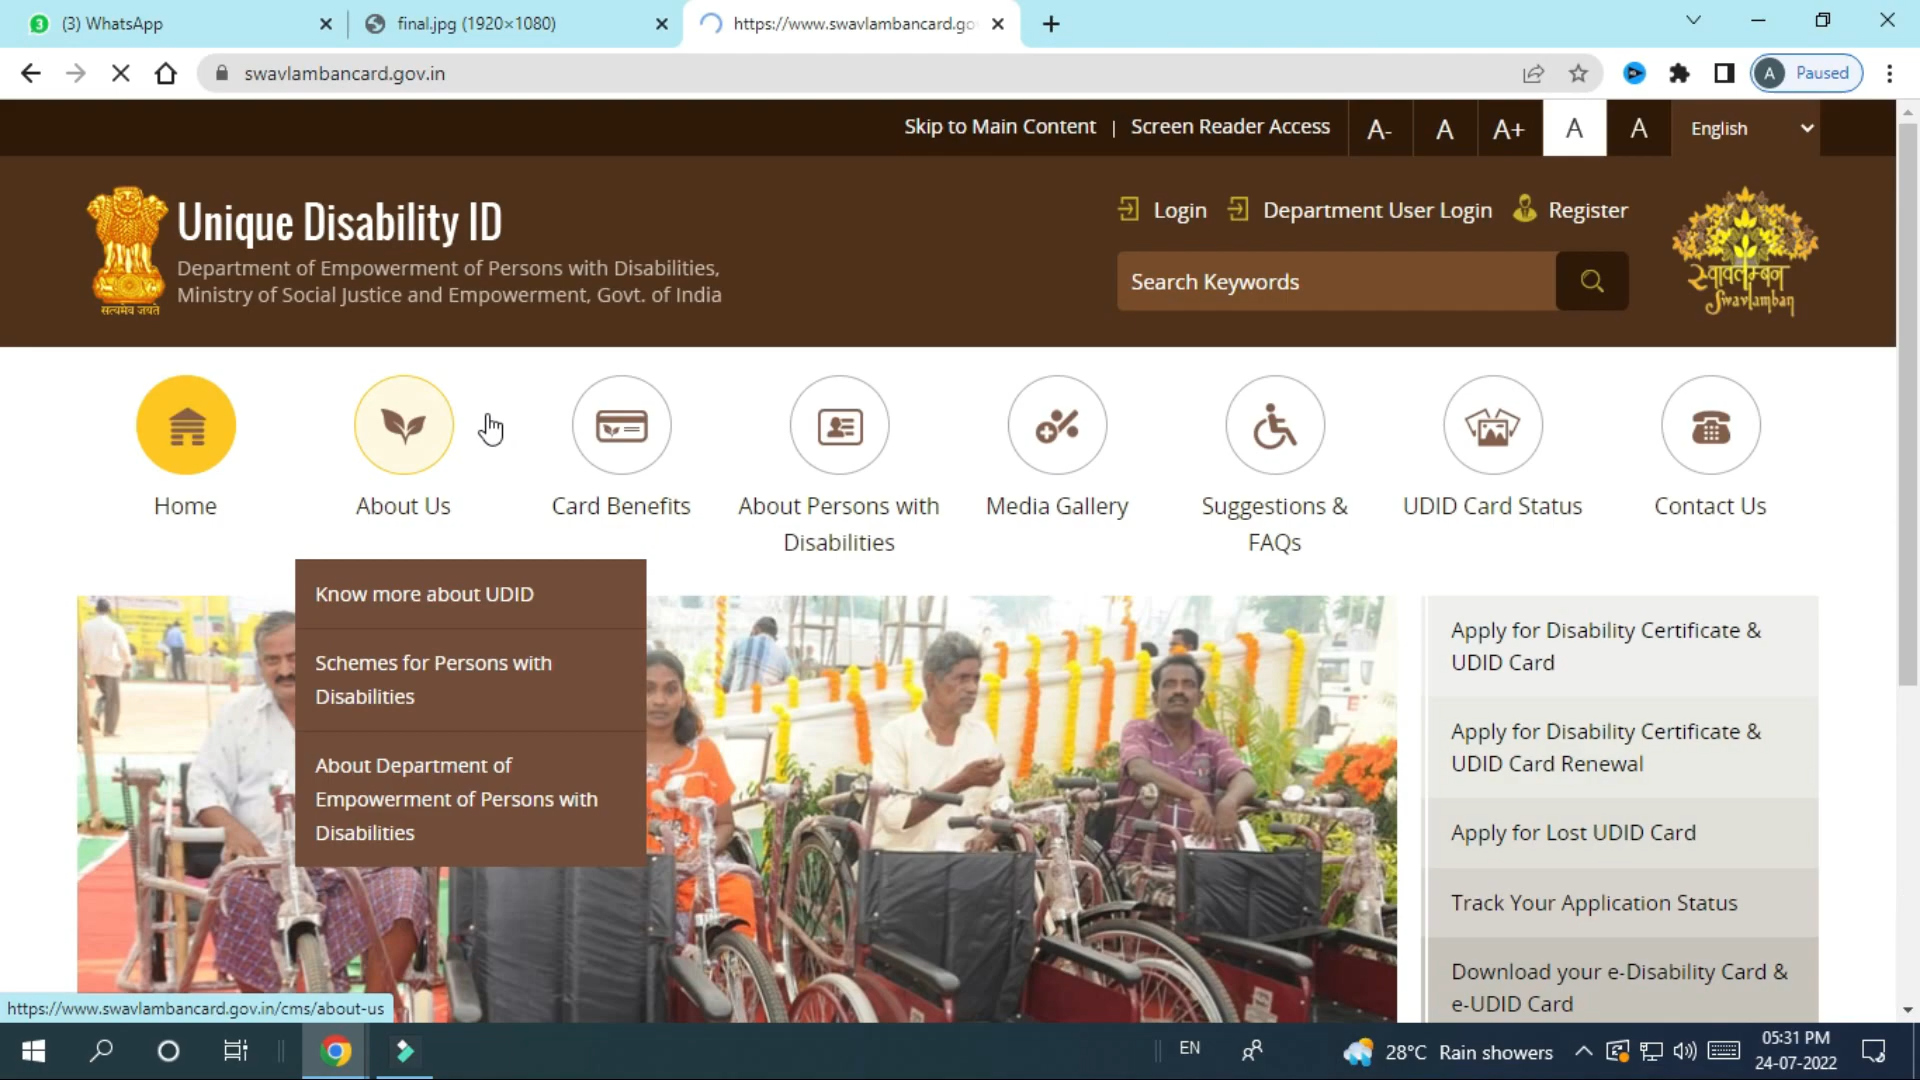 (3) WhatsApp
final.jpg (1920×1080)
https://www.swavlambancard.go
swavlambancard.gov.in
A
Paused
Skip to Main Content | Screen Reader Access
A-
A
A+
A
A
English
Unique Disability ID
Department of Empowerment of Persons with Disabilities,
Ministry of Social Justice and Empowerment, Govt. of India
सत्यमेव जयते
Login
Department User Login
Register
Search Keywords
स्वावलम्बन
Swavlamban
Home
About Us
Card Benefits
About Persons with
Disabilities
Media Gallery
Suggestions &
FAQs
UDID Card Status
Contact Us
Know more about UDID
Schemes for Persons with
Disabilities
About Department of
Empowerment of Persons with
Disabilities
Apply for Disability Certificate &
UDID Card
Apply for Disability Certificate &
UDID Card Renewal
Apply for Lost UDID Card
Track Your Application Status
Download your e-Disability Card &
e-UDID Card
https://www.swavlambancard.gov.in/cms/about-us
EN
28°C Rain showers
05:31 PM
24-07-2022